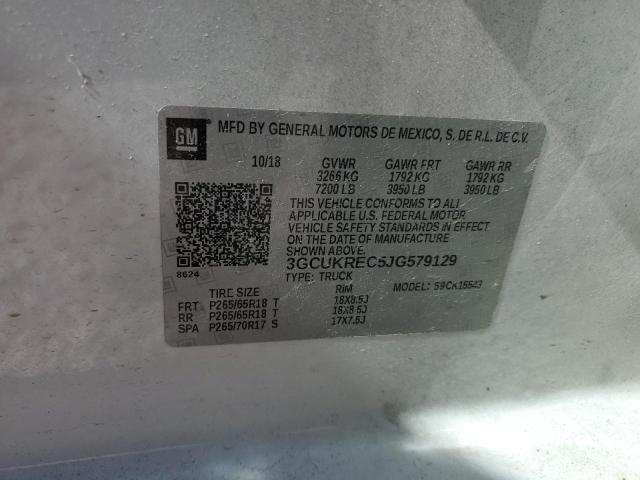 GM MFD BY GENERAL MOTORS DE MEXICO, S. DE R.L. DE C.V.
10/18 GVWR GAWR FRT GAWR RR
3266 KG 1792 KG 1792 KG
7200 LB 3950 LB 3950 LB
THIS VEHICLE CONFORMS TO ALL
APPLICABLE U.S. FEDERAL MOTOR
VEHICLE SAFETY STANDARDS IN EFFECT
ON THE DATE OF MANUFACTURE
SHOWN ABOVE.
8624 3GCUKREC5JG579129
TYPE: TRUCK MODEL:
TIRE SIZE RIM
FRT P265/65R18 T 18X8.5J
RR P265/65R18 T 18X8.5J
SPA P265/70R17 S 17X7.5J